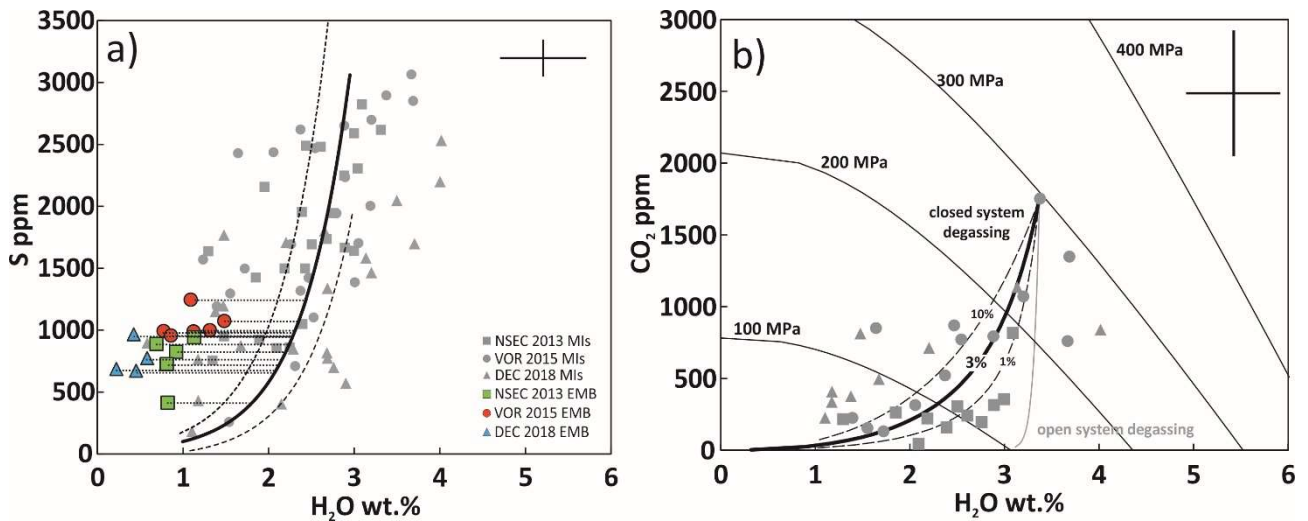 a)
3500
3000
2500
2000
1500
1000
500
0
S ppm
0 1 2 3 4 5 6
H₂O wt.%
NSEC 2013 MIs
VOR 2015 MIs
DEC 2018 MIs
NSEC 2013 EMB
VOR 2015 EMB
DEC 2018 EMB
b)
3000
2500
2000
1500
1000
500
0
CO₂ ppm
0 1 2 3 4 5 6
H₂O wt.%
400 MPa
300 MPa
200 MPa
closed system
degassing
100 MPa
10%
3%
1%
open system degassing